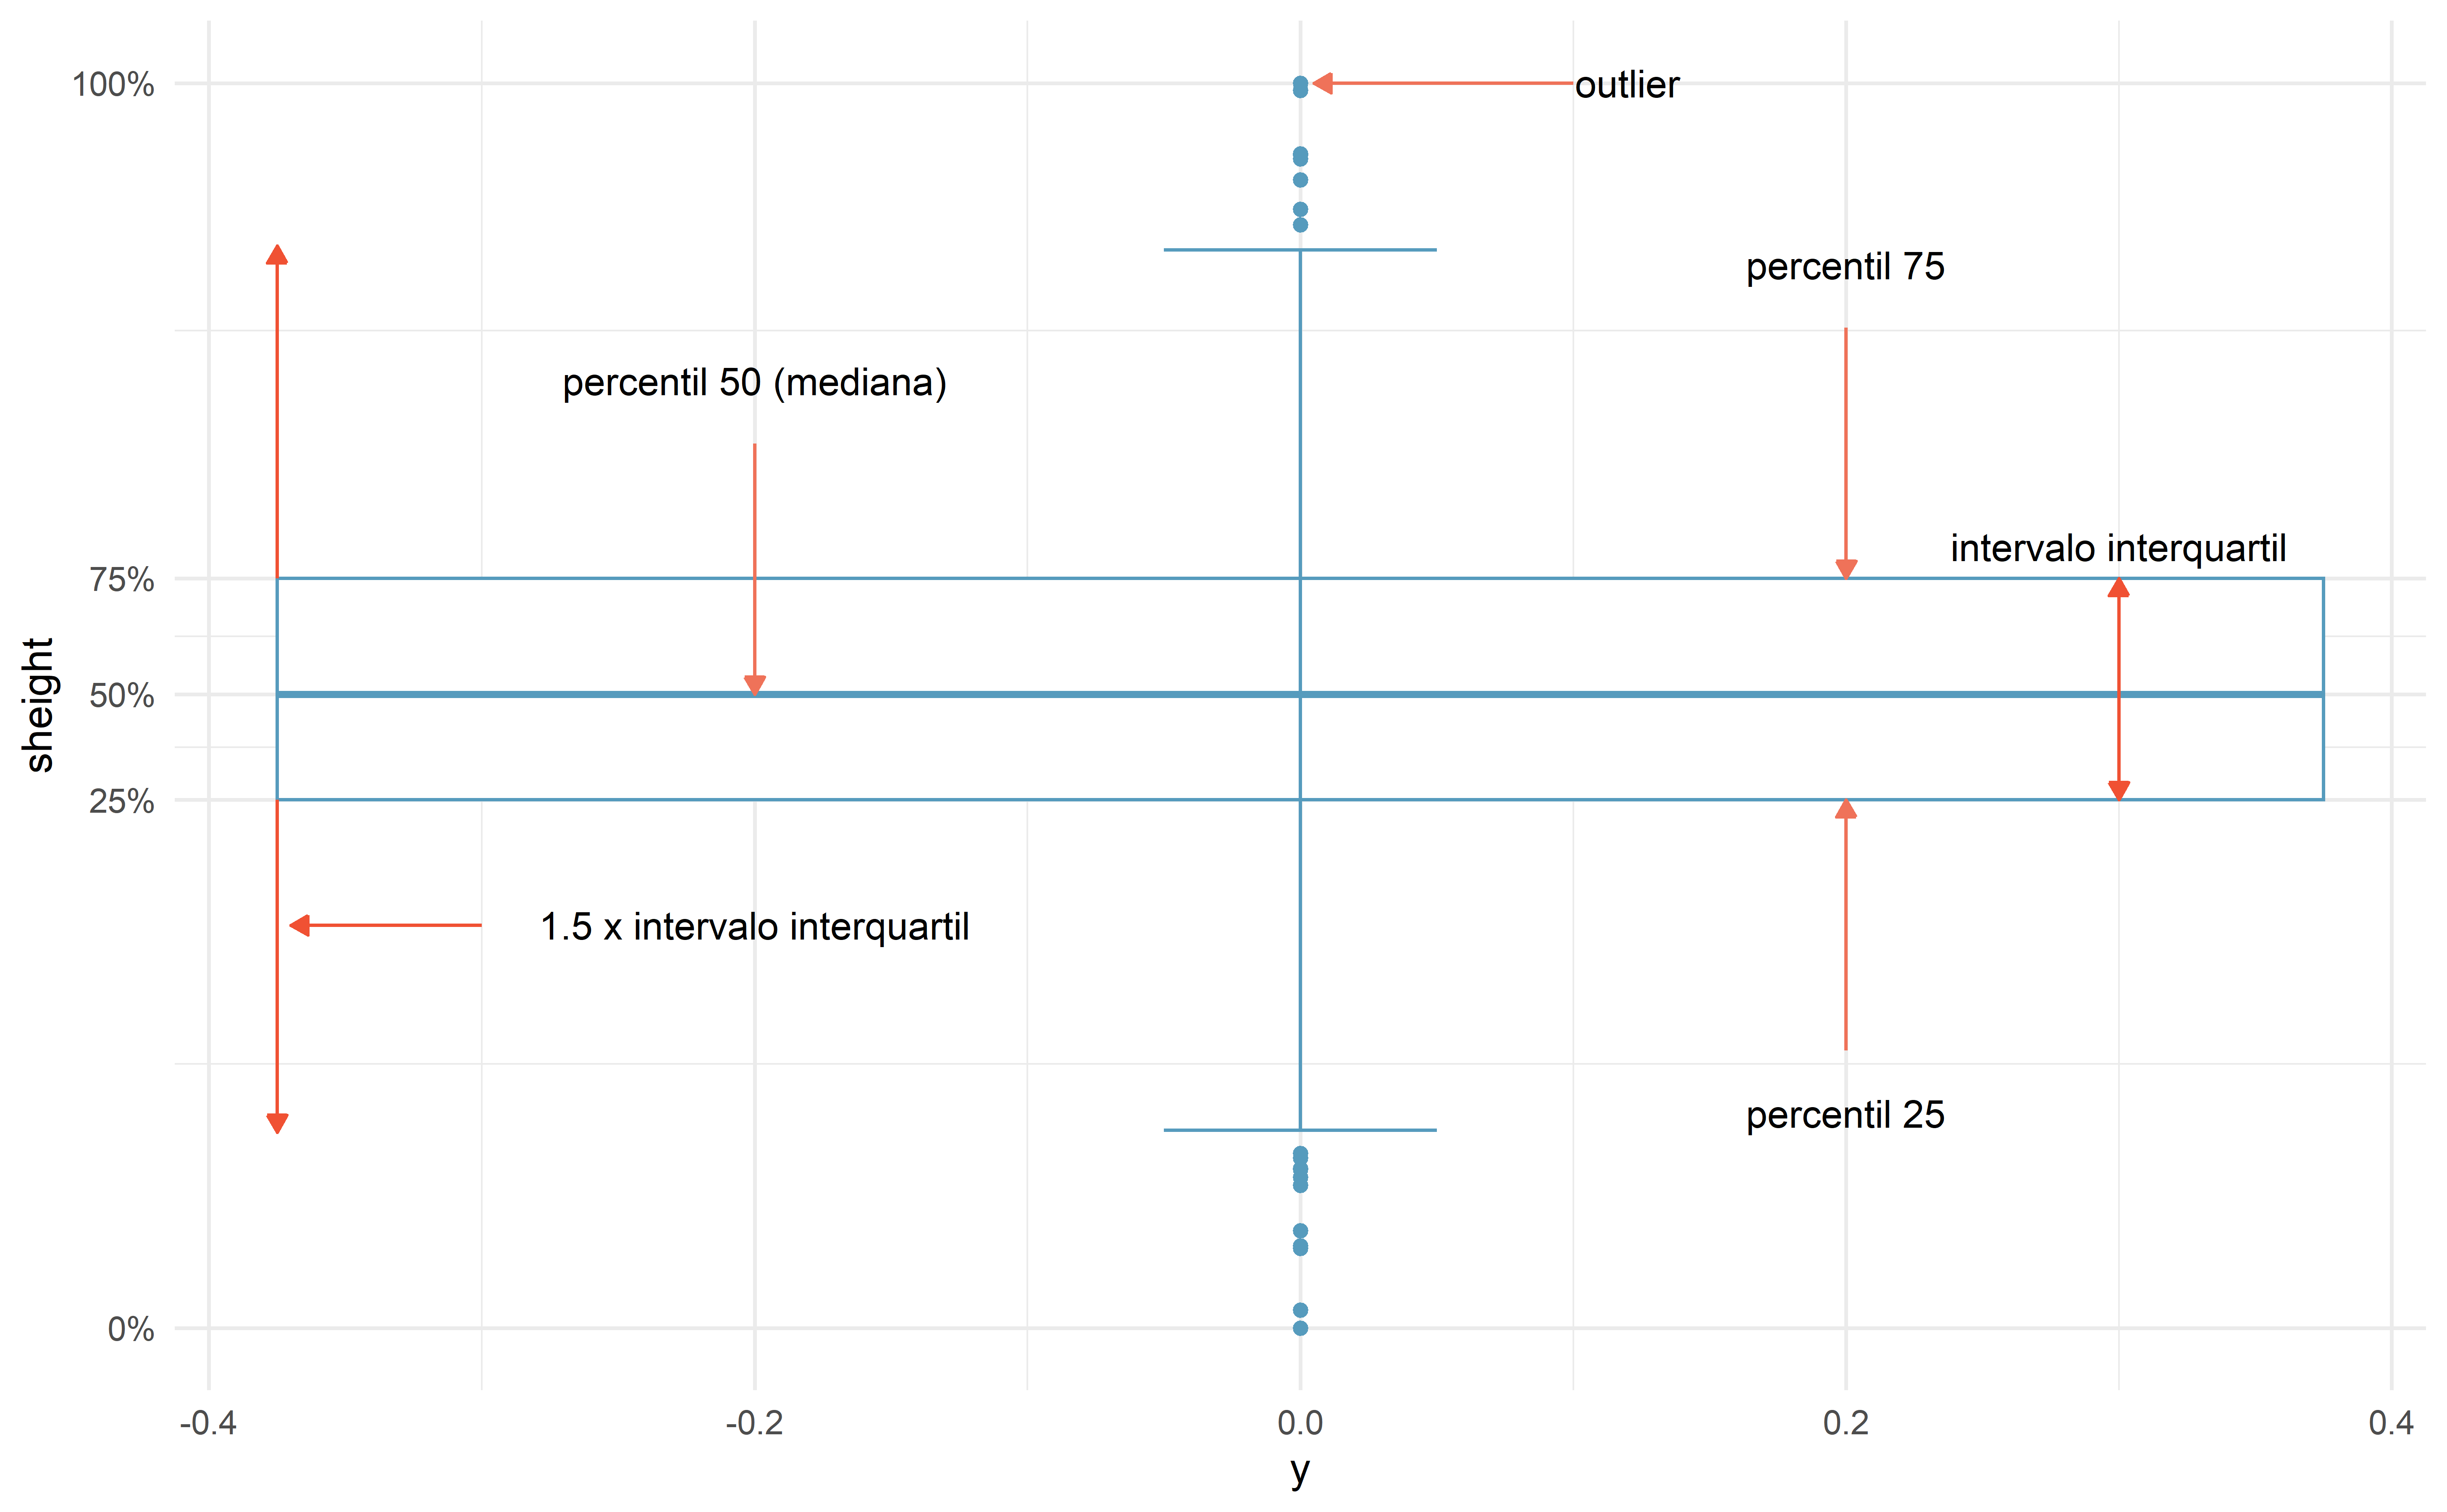 100%
outlier
percentil 75
percentil 50 (mediana)
intervalo interquartil
75%
50%
25%
sheight
1.5 x intervalo interquartil
percentil 25
0%
-0.4
-0.2
0.0
0.2
0.4
y